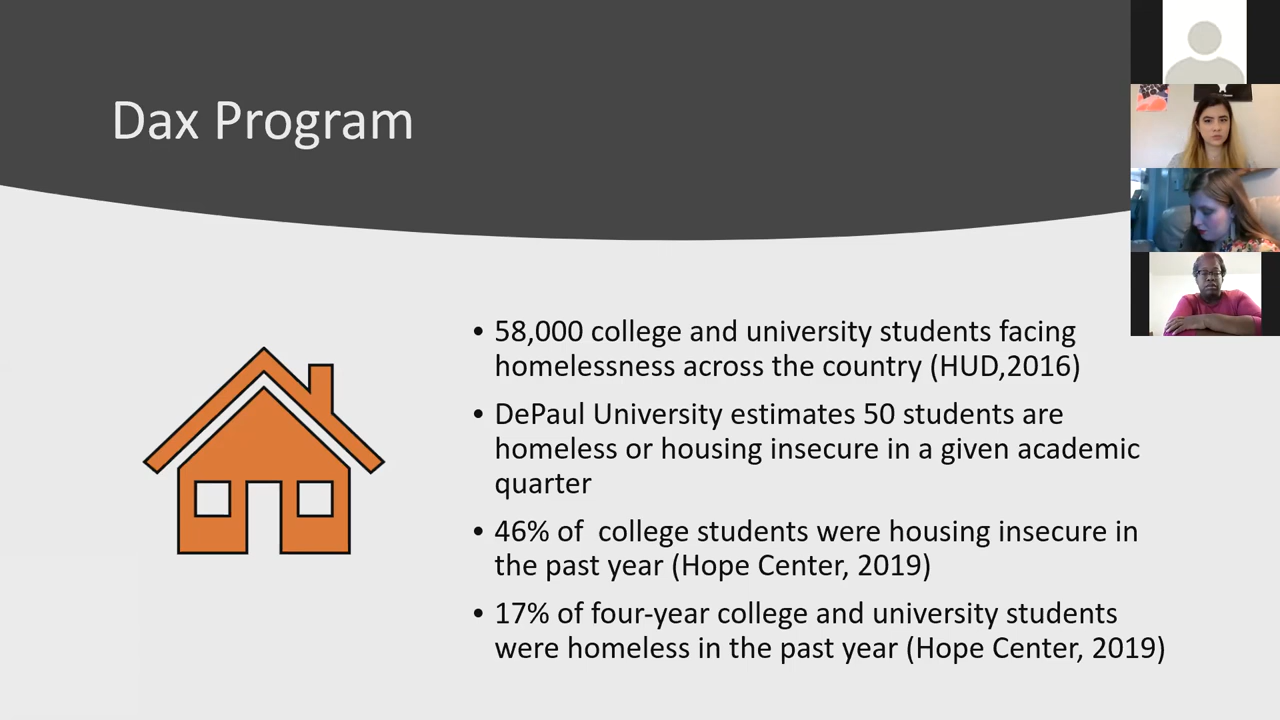 Dax Program
• 58,000 college and university students facing
homelessness across the country (HUD,2016)
• DePaul University estimates 50 students are
homeless or housing insecure in a given academic
quarter
• 46% of  college students were housing insecure in
the past year (Hope Center, 2019)
• 17% of four-year college and university students
were homeless in the past year (Hope Center, 2019)